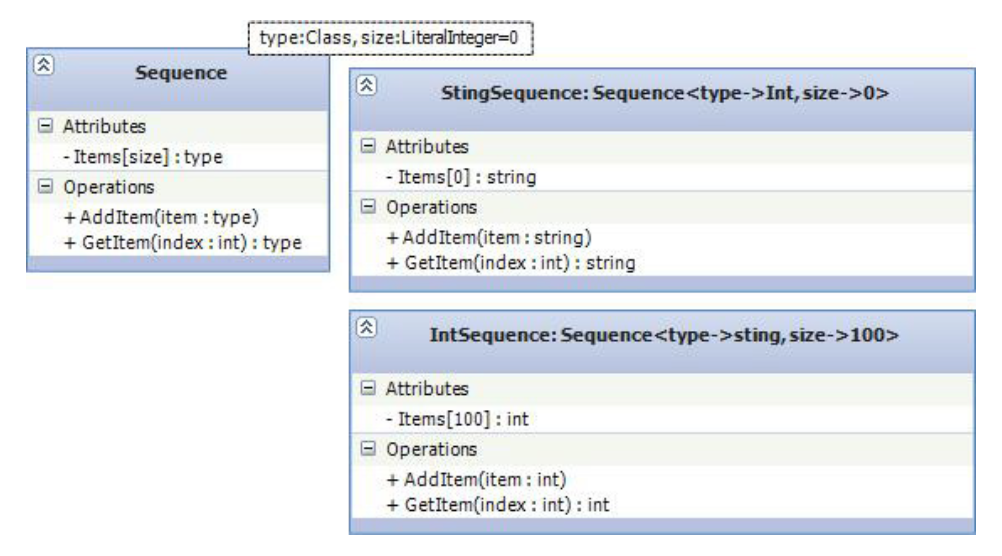 type:Class, size:LiteralInteger=0
Sequence
Attributes
- Items[size] : type
Operations
+ AddItem(item : type)
+ GetItem(index : int) : type
StingSequence: Sequence<type->Int, size->0>
Attributes
- Items[0] : string
Operations
+ AddItem(item : string)
+ GetItem(index : int) : string
IntSequence: Sequence<type->sting, size->100>
Attributes
- Items[100] : int
Operations
+ AddItem(item : int)
+ GetItem(index : int) : int